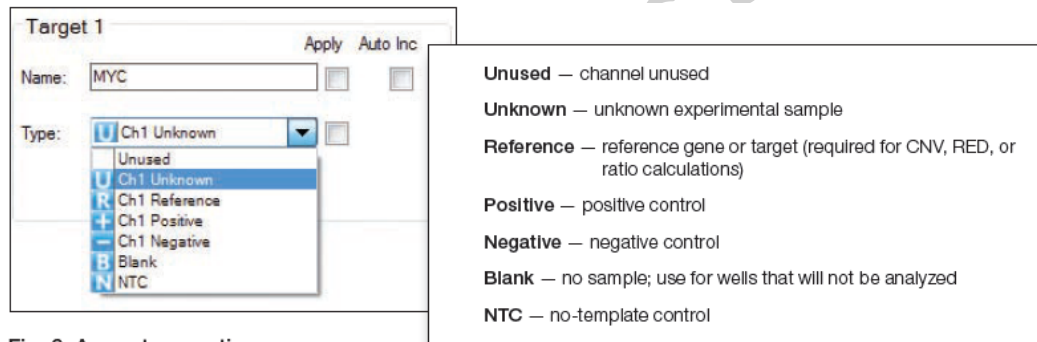 Target 1
Apply Auto Inc
Name: MYC
Type: U Ch1 Unknown
Unused
U Ch1 Unknown
R Ch1 Reference
+ Ch1 Positive
− Ch1 Negative
B Blank
N NTC
Unused — channel unused
Unknown — unknown experimental sample
Reference — reference gene or target (required for CNV, RED, or
ratio calculations)
Positive — positive control
Negative — negative control
Blank — no sample; use for wells that will not be analyzed
NTC — no-template control